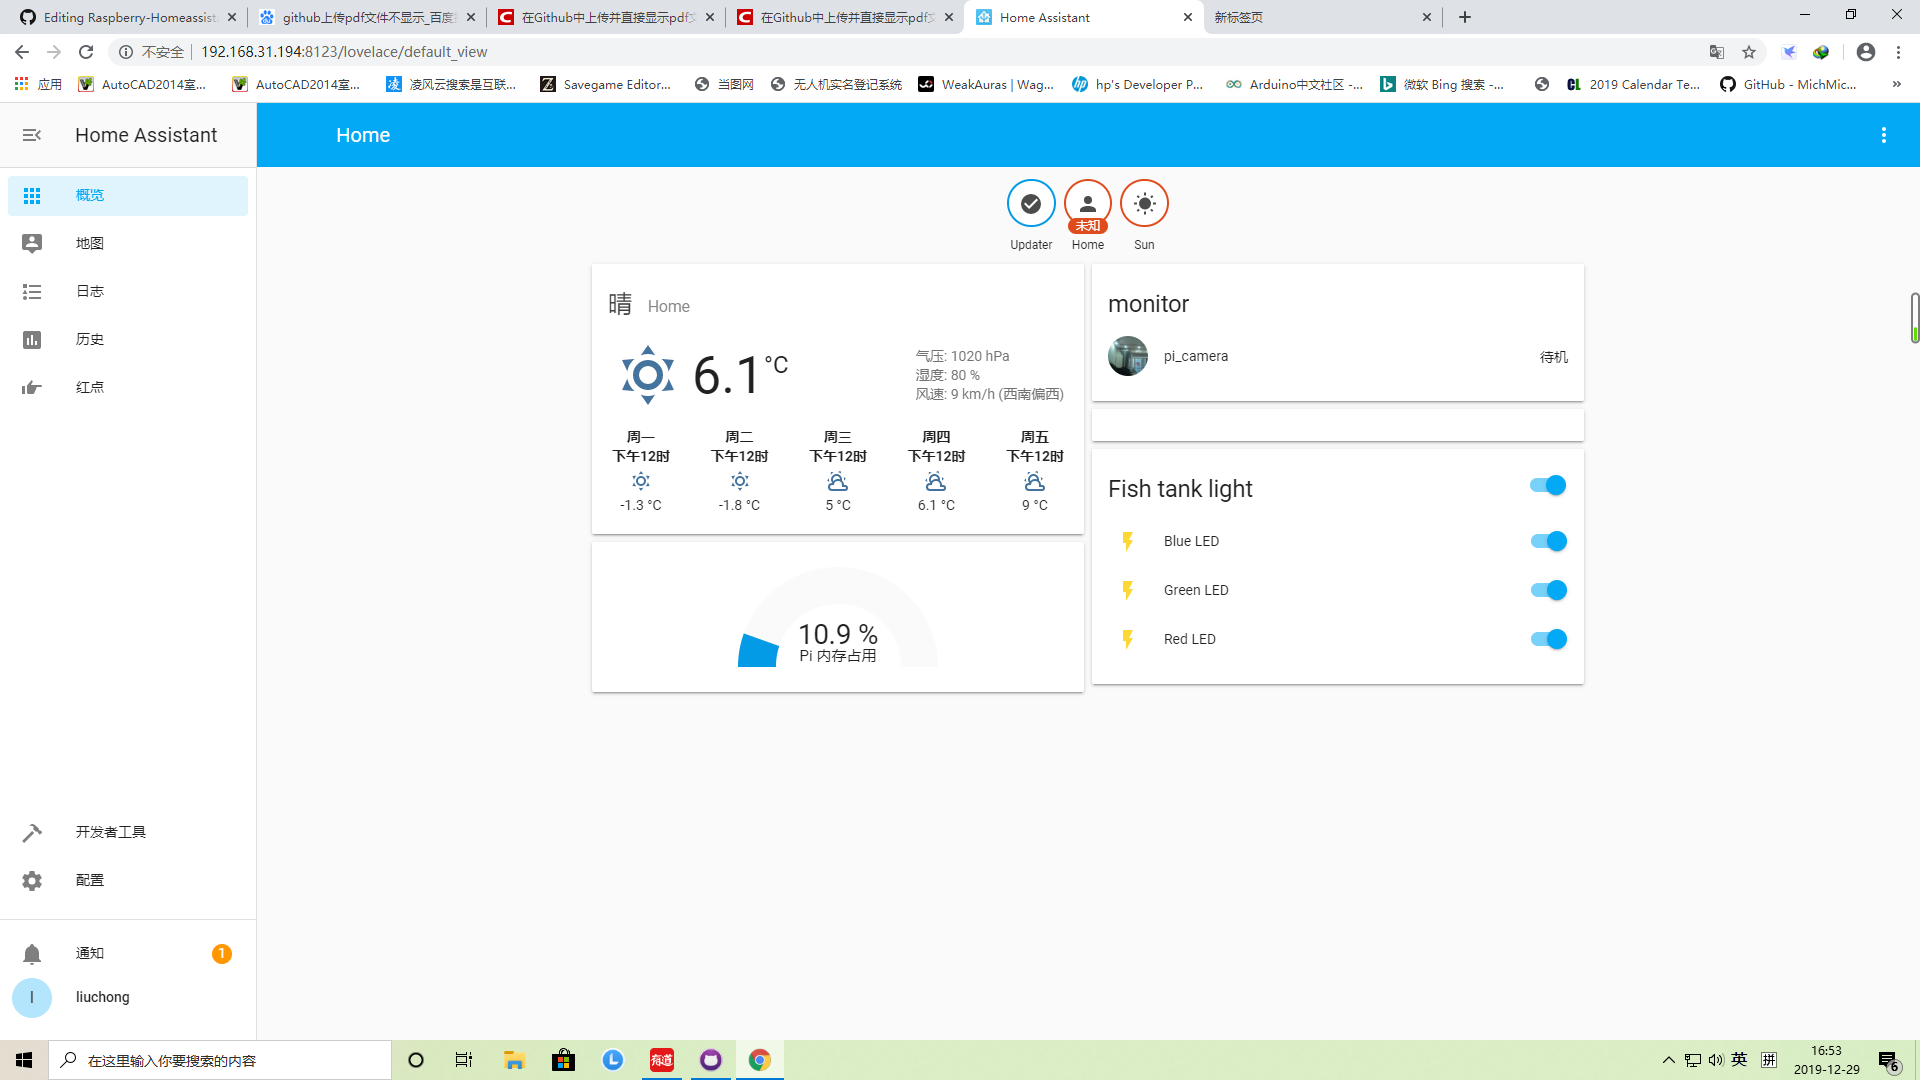 Editing Raspberry-Homeassist
github上传pdf文件不显示_百度
在Github中上传并直接显示pdf文
在Github中上传并直接显示pdf文
Home Assistant
新标签页
不安全
192.168.31.194:8123/lovelace/default_view
应用
AutoCAD2014室...
AutoCAD2014室...
凌风云搜索是互联...
Savegame Editor...
当图网
无人机实名登记系统
WeakAuras | Wag...
hp's Developer P...
Arduino中文社区 -...
微软 Bing 搜索 -...
2019 Calendar Te...
GitHub - MichMic...
»
Home Assistant
Home
概览
地图
日志
历史
红点
开发者工具
配置
通知
1
l
liuchong
未知
Updater
Home
Sun
晴 Home
6.1 °C
气压: 1020 hPa
湿度: 80 %
风速: 9 km/h (西南偏西)
周一 周二 周三 周四 周五
下午12时 下午12时 下午12时 下午12时 下午12时
-1.3 °C -1.8 °C 5 °C 6.1 °C 9 °C
10.9 %
Pi 内存占用
monitor
pi_camera
待机
Fish tank light
Blue LED
Green LED
Red LED
在这里输入你要搜索的内容
有道
英
拼
16:53
2019-12-29
6